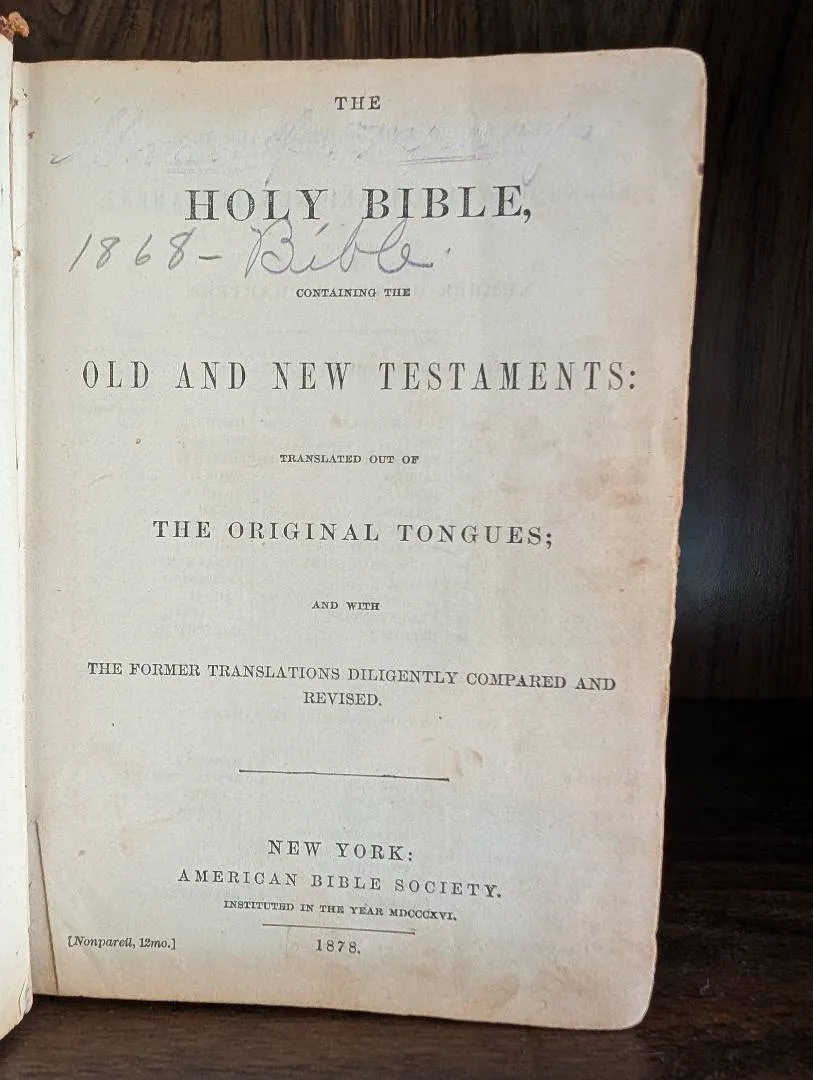 THE
HOLY BIBLE,
1868 - Bible.
CONTAINING THE
OLD AND NEW TESTAMENTS:
TRANSLATED OUT OF
THE ORIGINAL TONGUES;
AND WITH
THE FORMER TRANSLATIONS DILIGENTLY COMPARED AND
REVISED.
NEW YORK:
AMERICAN BIBLE SOCIETY.
INSTITUTED IN THE YEAR MDCCCXVI.
[Nonpareil, 12mo.]
1878.